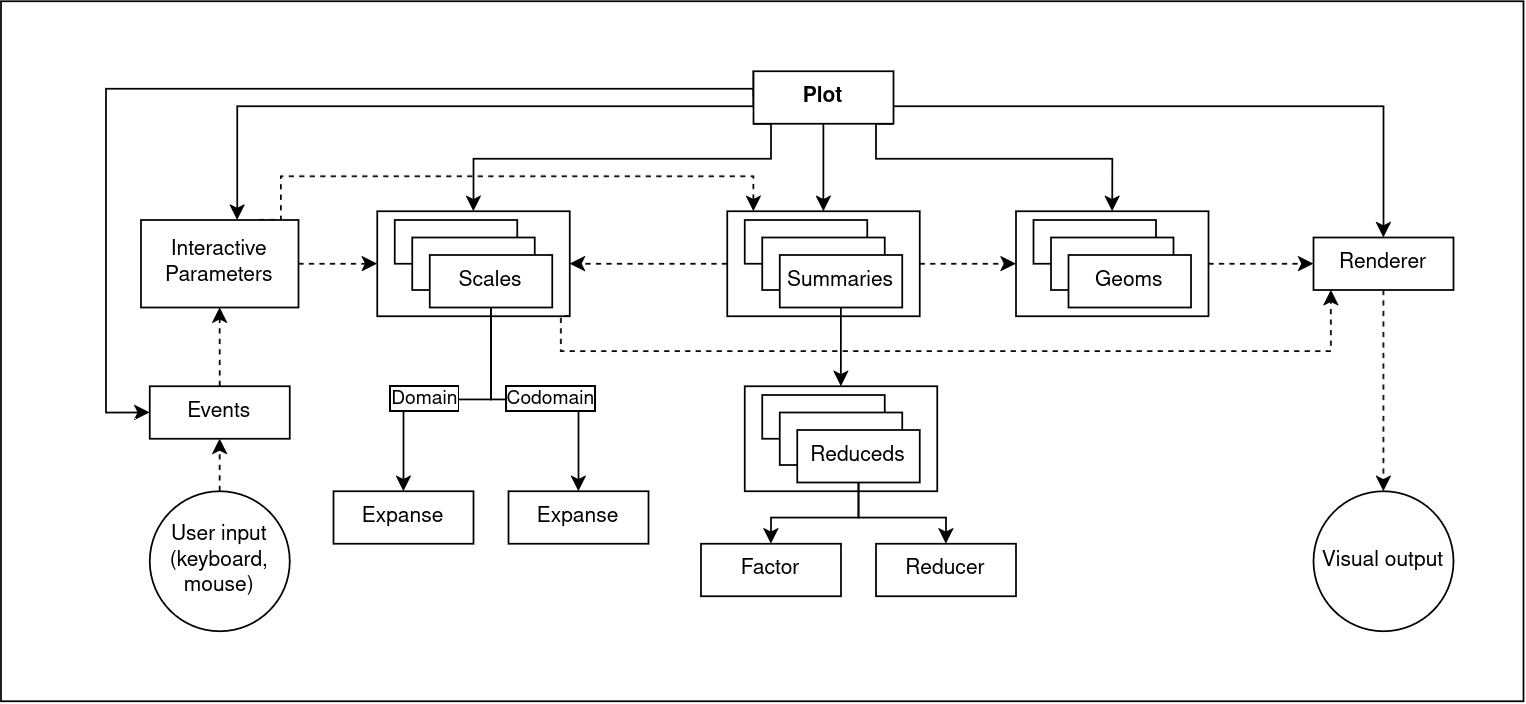 Plot
Interactive
Parameters
Scales
Summaries
Geoms
Renderer
Domain
Codomain
Events
Reduceds
Expanse
Expanse
User input
(keyboard,
mouse)
Factor
Reducer
Visual output